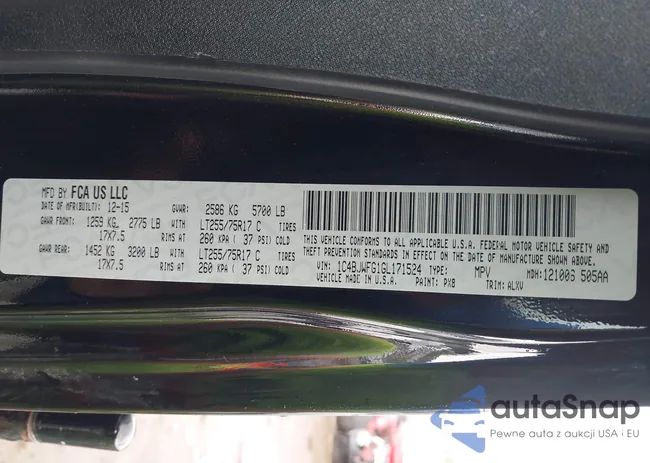 MFD BY FCA US LLC
DATE OF MFR(BUILT): 12-15 GVWR: 2586 KG 5700 LB
GAWR FRONT: 1259 KG 2775 LB WITH LT255/75R17 C TIRES
17X7.5 RIMS AT 260 KPA ( 37 PSI) COLD
GAWR REAR: 1452 KG 3200 LB WITH LT255/75R17 C TIRES
17X7.5 RIMS AT 260 KPA ( 37 PSI) COLD
THIS VEHICLE CONFORMS TO ALL APPLICABLE U.S.A. FEDERAL MOTOR VEHICLE SAFETY AND
THEFT PREVENTION STANDARDS IN EFFECT ON THE DATE OF MANUFACTURE SHOWN ABOVE.
VIN: 1C4BJWFG1GL171524 TYPE: MPV MDH:121006 505AA
VEHICLE MADE IN U.S.A. PAINT: PX8 TRIM: ALXV
autaSnap
Pewne auta z aukcji USA i EU